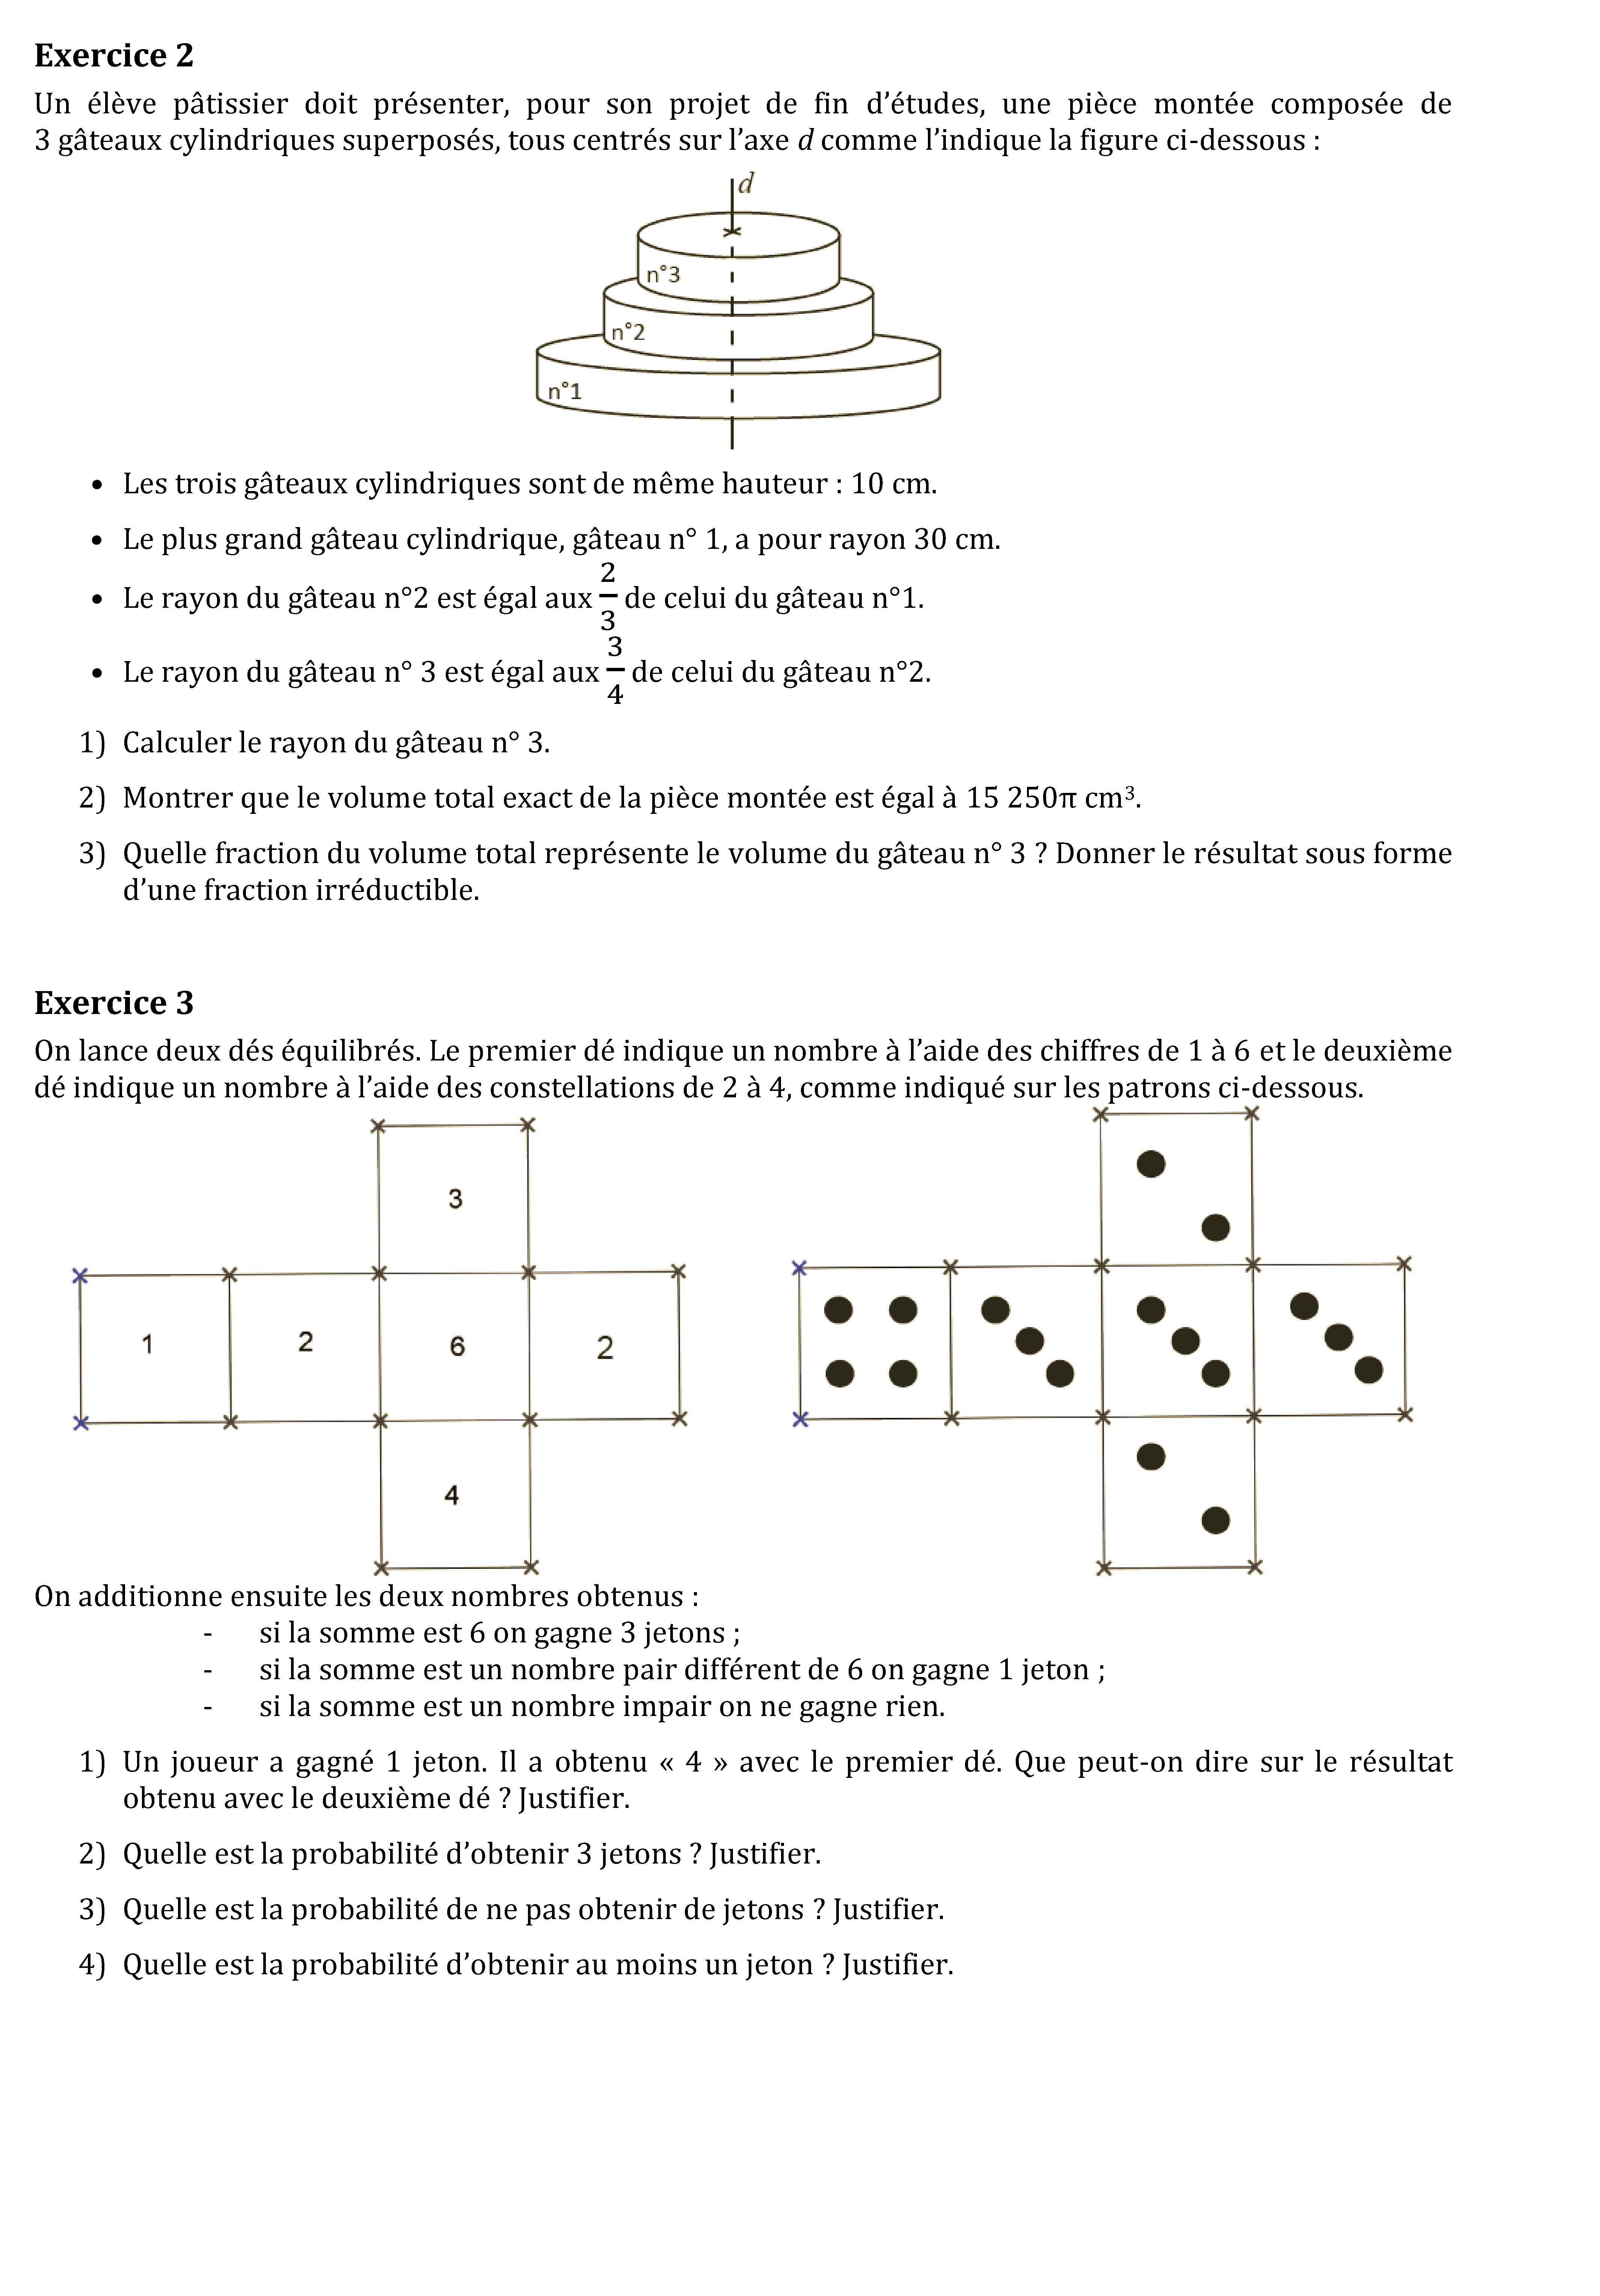 Exercice 2
Un élève pâtissier doit présenter, pour son projet de fin d'études, une pièce montée composée de
3 gâteaux cylindriques superposés, tous centrés sur l'axe d comme l'indique la figure ci-dessous :
d
n°3
n°2
n°1
• Les trois gâteaux cylindriques sont de même hauteur : 10 cm.
• Le plus grand gâteau cylindrique, gâteau n° 1, a pour rayon 30 cm.
• Le rayon du gâteau n°2 est égal aux 2/3 de celui du gâteau n°1.
• Le rayon du gâteau n° 3 est égal aux 3/4 de celui du gâteau n°2.
1) Calculer le rayon du gâteau n° 3.
2) Montrer que le volume total exact de la pièce montée est égal à 15 250π cm³.
3) Quelle fraction du volume total représente le volume du gâteau n° 3 ? Donner le résultat sous forme
d'une fraction irréductible.
Exercice 3
On lance deux dés équilibrés. Le premier dé indique un nombre à l'aide des chiffres de 1 à 6 et le deuxième
dé indique un nombre à l'aide des constellations de 2 à 4, comme indiqué sur les patrons ci-dessous.
3
1 2 6 2
4
On additionne ensuite les deux nombres obtenus :
- si la somme est 6 on gagne 3 jetons ;
- si la somme est un nombre pair différent de 6 on gagne 1 jeton ;
- si la somme est un nombre impair on ne gagne rien.
1) Un joueur a gagné 1 jeton. Il a obtenu « 4 » avec le premier dé. Que peut-on dire sur le résultat
obtenu avec le deuxième dé ? Justifier.
2) Quelle est la probabilité d'obtenir 3 jetons ? Justifier.
3) Quelle est la probabilité de ne pas obtenir de jetons ? Justifier.
4) Quelle est la probabilité d'obtenir au moins un jeton ? Justifier.